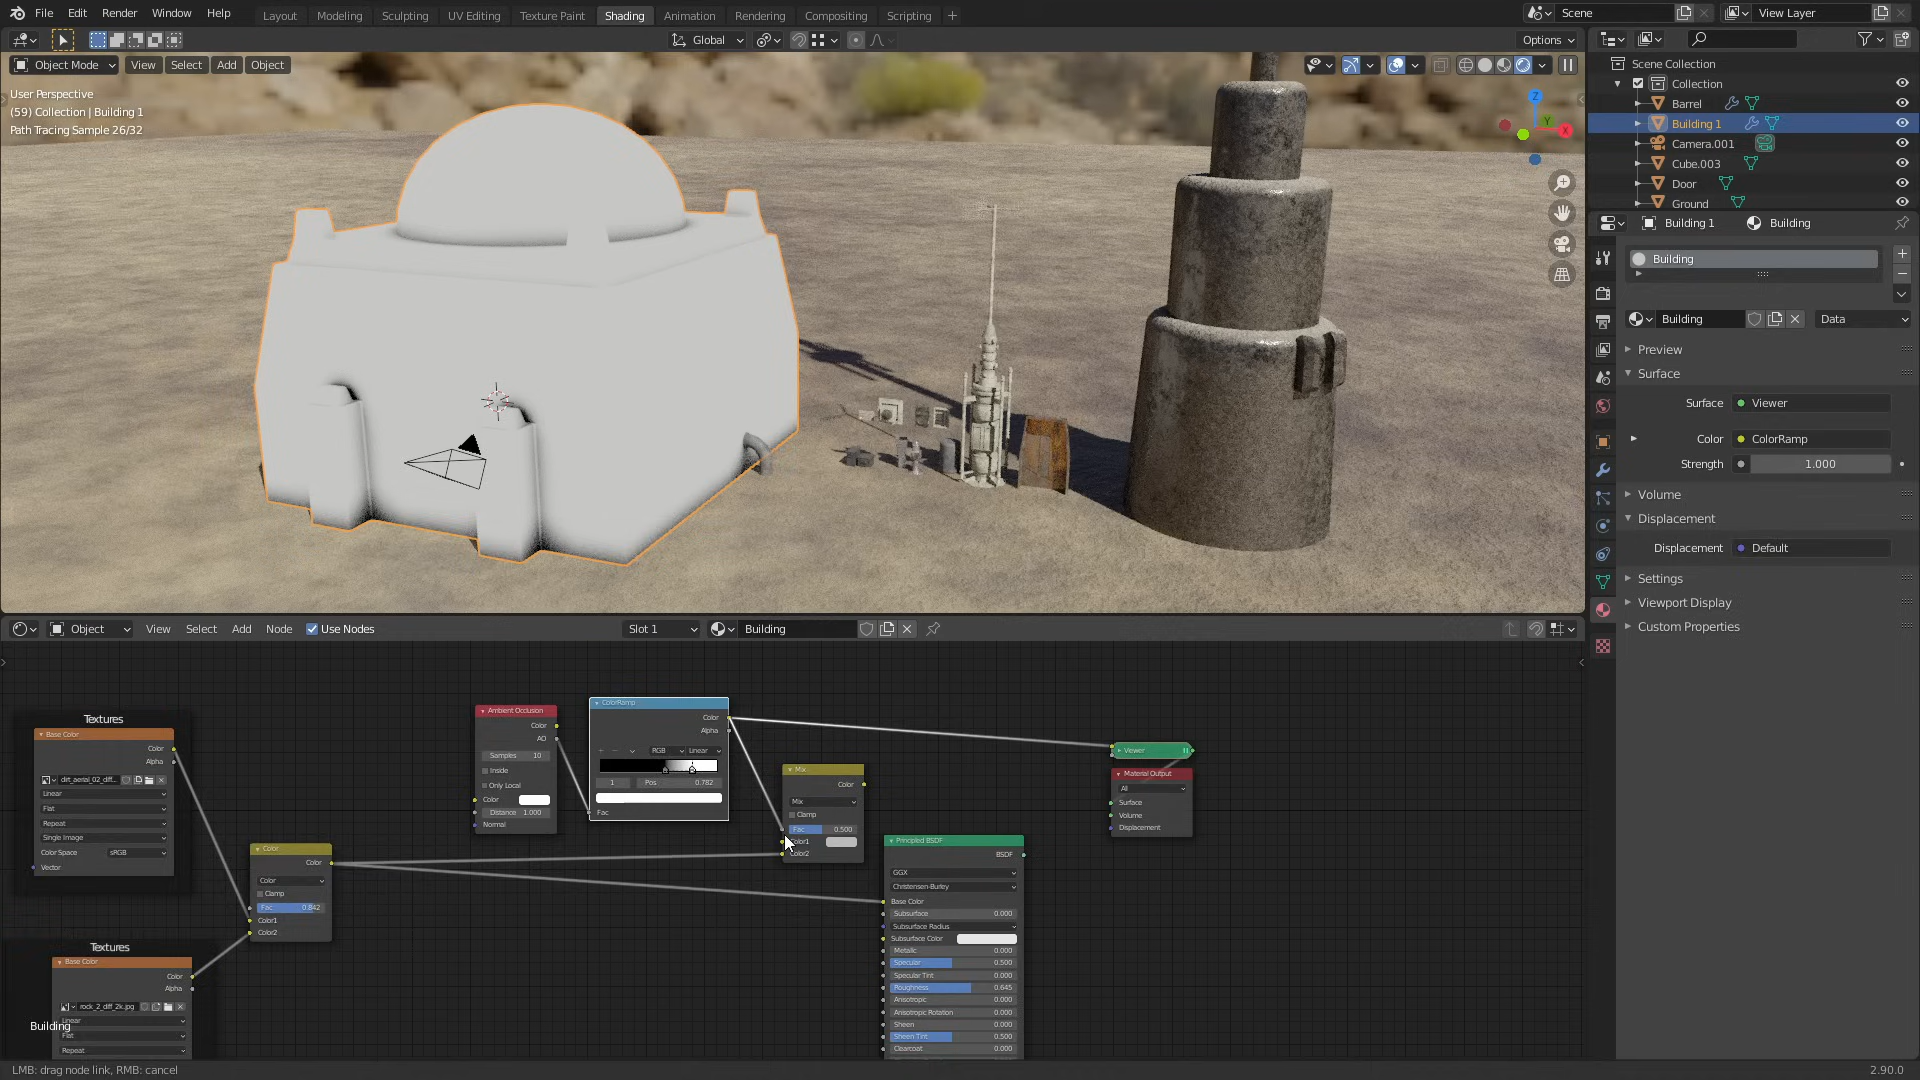 File Edit Render Window Help Layout Modeling Sculpting UV Editing Texture Paint Shading Animation Rendering Compositing Scripting + Scene View Layer
Global Options
Object Mode View Select Add Object
User Perspective
(59) Collection | Building 1
Path Tracing Sample 26/32
Z
Y
X
Scene Collection
Collection
Barrel
Building 1
Camera.001
Cube.003
Door
Ground
Building 1 Building
Building
Building Data
Preview
Surface
Surface Viewer
Color ColorRamp
Strength 1.000
Volume
Displacement
Displacement Default
Settings
Viewport Display
Custom Properties
Object View Select Add Node Use Nodes Slot 1 Building
Textures
Base Color
Color
Alpha
dirt_aerial_02_diff...
Linear
Flat
Repeat
Single Image
Color Space sRGB
Vector
Textures
Base Color
Color
Alpha
rock_2_diff_2k.jpg
Linear
Flat
Repeat
Building
Color
Color
Color
Clamp
Fac 0.842
Color1
Color2
Ambient Occlusion
Color
AO
Samples 10
Inside
Only Local
Color
Distance 1.000
Normal
ColorRamp
Color
Alpha
+ − RGB Linear
1 Pos 0.782
Fac
Mix
Color
Mix
Clamp
Fac 0.500
Color2
Principled BSDF
BSDF
GGX
Christensen-Burley
Base Color
Subsurface 0.000
Subsurface Radius
Subsurface Color
Metallic 0.000
Specular 0.500
Specular Tint 0.000
Roughness 0.645
Anisotropic 0.000
Anisotropic Rotation 0.000
Sheen 0.000
Sheen Tint 0.500
Clearcoat 0.000
Viewer
Material Output
All
Surface
Volume
Displacement
LMB: drag node link, RMB: cancel 2.90.0